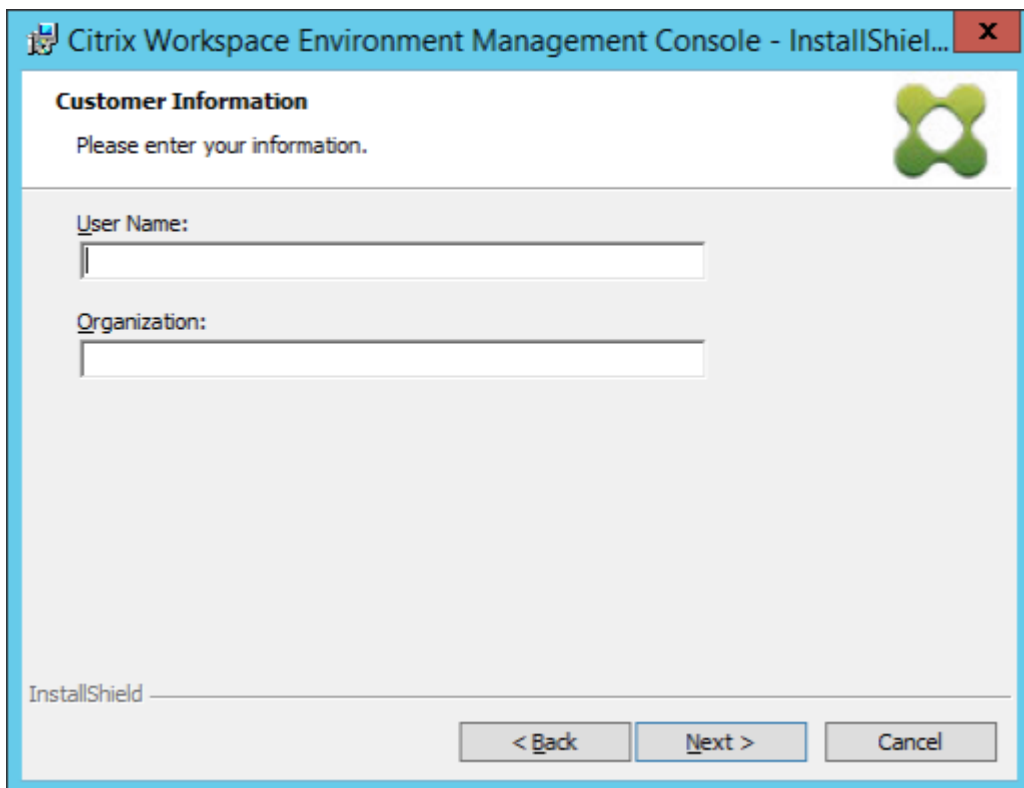 Citrix Workspace Environment Management Console - InstallShiel...
Customer Information
Please enter your information.
User Name:
Organization:
InstallShield
< Back
Next >
Cancel